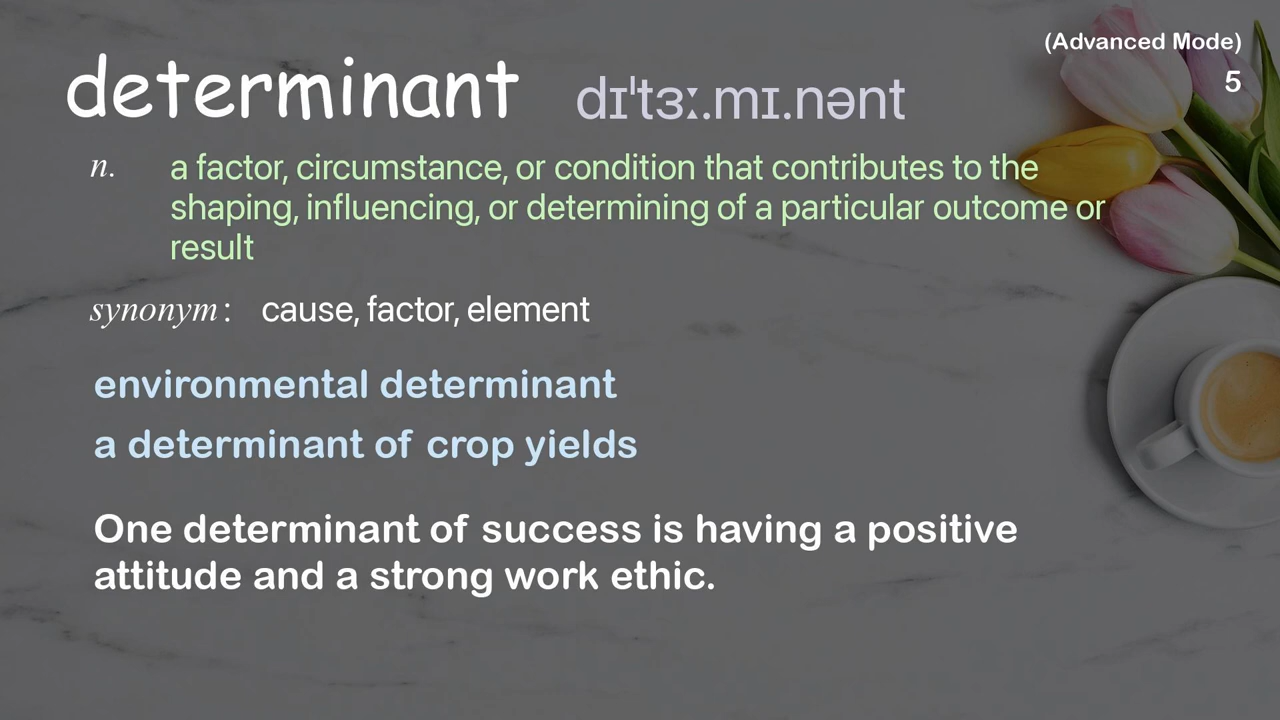 (Advanced Mode)
5
determinant dɪˈtɜː.mɪ.nənt
n. a factor, circumstance, or condition that contributes to the
shaping, influencing, or determining of a particular outcome or
result
synonym: cause, factor, element
environmental determinant
a determinant of crop yields
One determinant of success is having a positive
attitude and a strong work ethic.